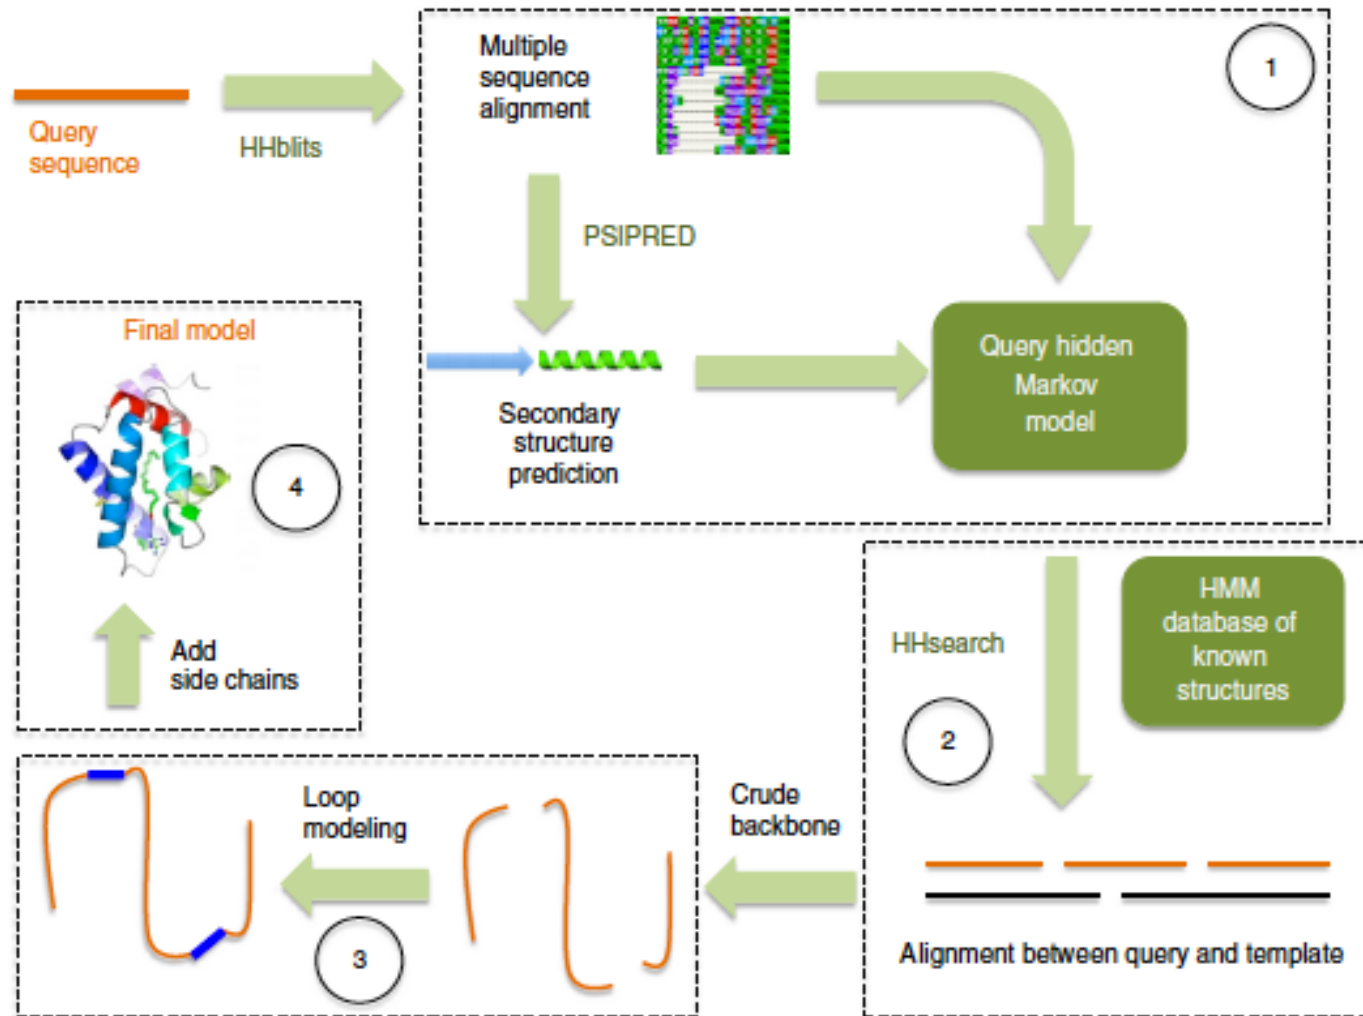 Query
sequence
HHblits
Multiple
sequence
alignment
1
PSIPRED
Secondary
structure
prediction
Query hidden
Markov
model
HHsearch
HMM
database of
known
structures
2
Alignment between query and template
Crude
backbone
Loop
modeling
3
Final model
4
Add
side chains